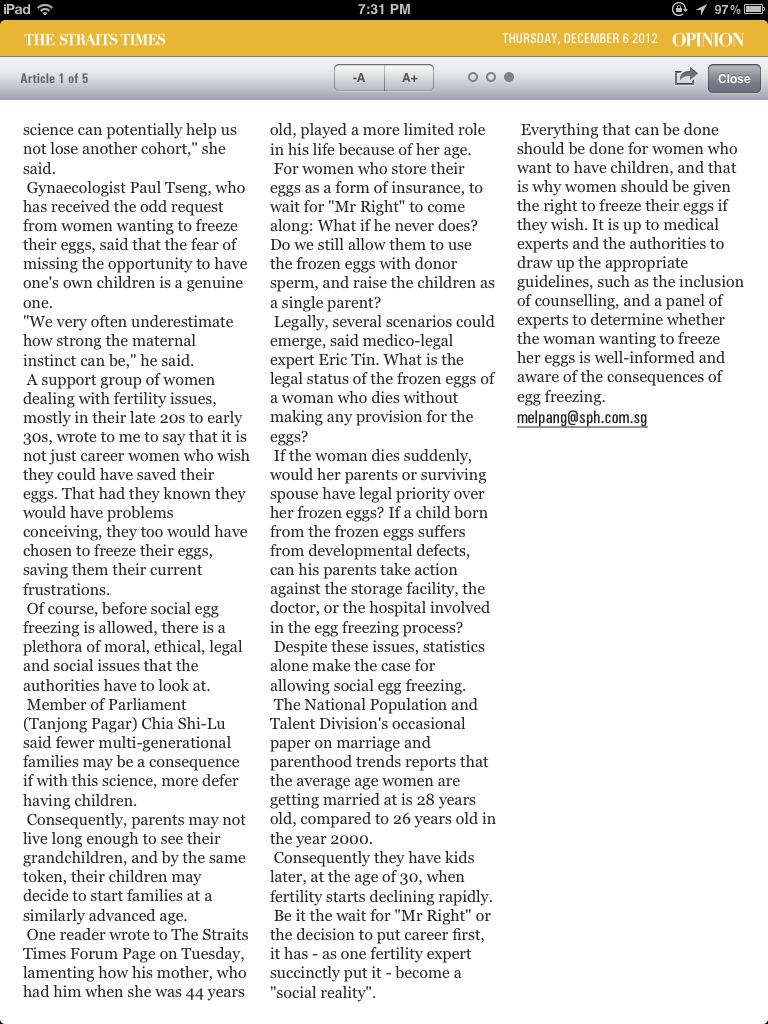 iPad 7:31 PM 97%
THE STRAITS TIMES THURSDAY, DECEMBER 6 2012 OPINION
Article 1 of 5 -A A+ Close
science can potentially help us
not lose another cohort," she
said.
Gynaecologist Paul Tseng, who
has received the odd request
from women wanting to freeze
their eggs, said that the fear of
missing the opportunity to have
one's own children is a genuine
one.
"We very often underestimate
how strong the maternal
instinct can be," he said.
A support group of women
dealing with fertility issues,
mostly in their late 20s to early
30s, wrote to me to say that it is
not just career women who wish
they could have saved their
eggs. That had they known they
would have problems
conceiving, they too would have
chosen to freeze their eggs,
saving them their current
frustrations.
Of course, before social egg
freezing is allowed, there is a
plethora of moral, ethical, legal
and social issues that the
authorities have to look at.
Member of Parliament
(Tanjong Pagar) Chia Shi-Lu
said fewer multi-generational
families may be a consequence
if with this science, more defer
having children.
Consequently, parents may not
live long enough to see their
grandchildren, and by the same
token, their children may
decide to start families at a
similarly advanced age.
One reader wrote to The Straits
Times Forum Page on Tuesday,
lamenting how his mother, who
had him when she was 44 years
old, played a more limited role
in his life because of her age.
For women who store their
eggs as a form of insurance, to
wait for "Mr Right" to come
along: What if he never does?
Do we still allow them to use
the frozen eggs with donor
sperm, and raise the children as
a single parent?
Legally, several scenarios could
emerge, said medico-legal
expert Eric Tin. What is the
legal status of the frozen eggs of
a woman who dies without
making any provision for the
eggs?
If the woman dies suddenly,
would her parents or surviving
spouse have legal priority over
her frozen eggs? If a child born
from the frozen eggs suffers
from developmental defects,
can his parents take action
against the storage facility, the
doctor, or the hospital involved
in the egg freezing process?
Despite these issues, statistics
alone make the case for
allowing social egg freezing.
The National Population and
Talent Division's occasional
paper on marriage and
parenthood trends reports that
the average age women are
getting married at is 28 years
old, compared to 26 years old in
the year 2000.
Consequently they have kids
later, at the age of 30, when
fertility starts declining rapidly.
Be it the wait for "Mr Right" or
the decision to put career first,
it has - as one fertility expert
succinctly put it - become a
"social reality".
Everything that can be done
should be done for women who
want to have children, and that
is why women should be given
the right to freeze their eggs if
they wish. It is up to medical
experts and the authorities to
draw up the appropriate
guidelines, such as the inclusion
of counselling, and a panel of
experts to determine whether
the woman wanting to freeze
her eggs is well-informed and
aware of the consequences of
egg freezing.
melpang@sph.com.sg